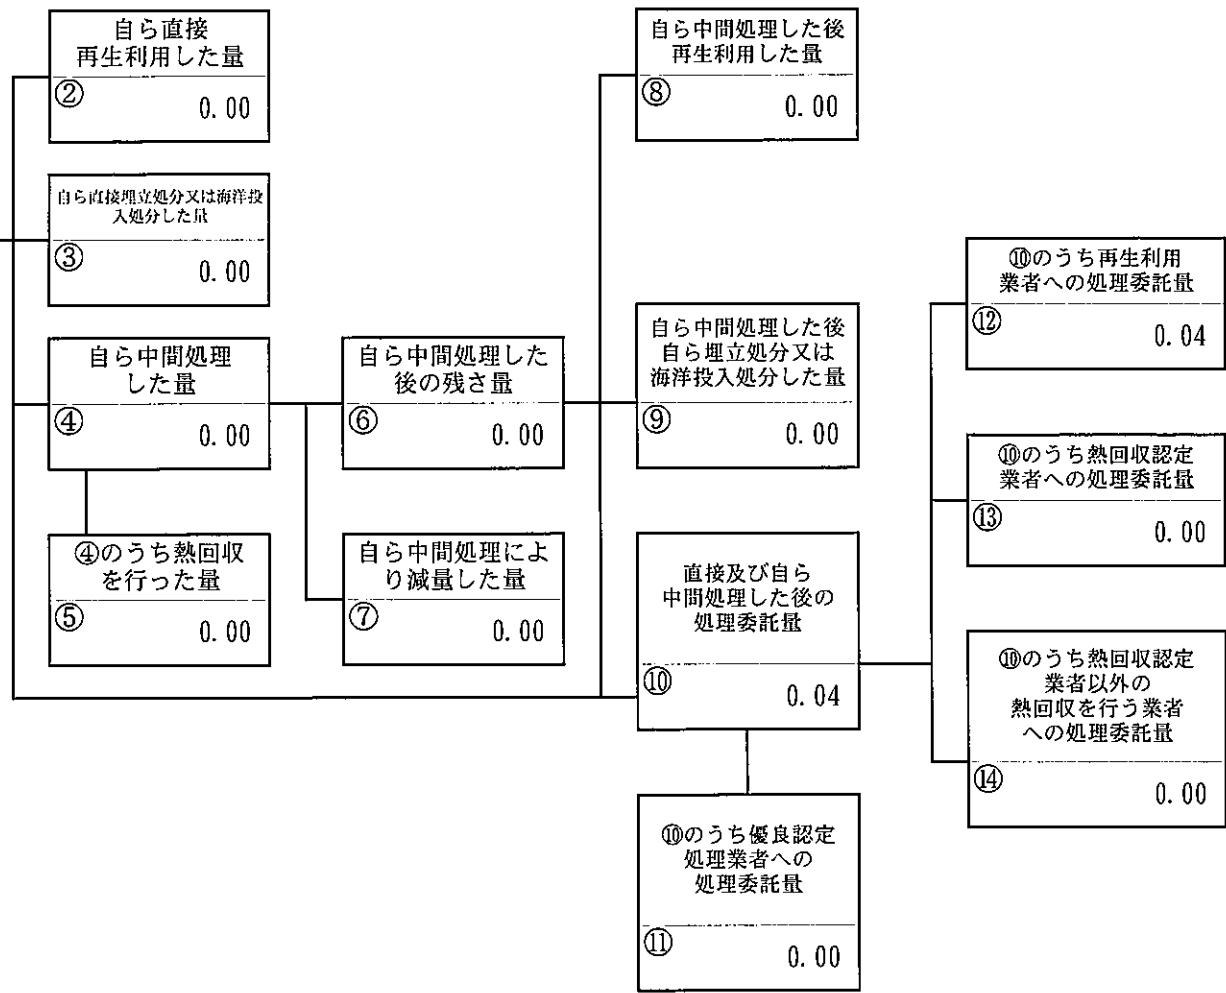 自ら直接
再生利用した量
②
0.00
自ら直接埋立処分又は海洋投
入処分した量
③
0.00
自ら中間処理
した量
④
0.00
④のうち熱回収
を行った量
⑤
0.00
自ら中間処理した
後の残さ量
⑥
0.00
自ら中間処理によ
り減量した量
⑦
0.00
自ら中間処理した後
再生利用した量
⑧
0.00
自ら中間処理した後
自ら埋立処分又は
海洋投入処分した量
⑨
0.00
直接及び自ら
中間処理した後の
処理委託量
⑩
0.04
⑩のうち優良認定
処理業者への
処理委託量
⑪
0.00
⑩のうち再生利用
業者への処理委託量
⑫
0.04
⑩のうち熱回収認定
業者への処理委託量
⑬
0.00
⑩のうち熱回収認定
業者以外の
熱回収を行う業者
への処理委託量
⑭
0.00